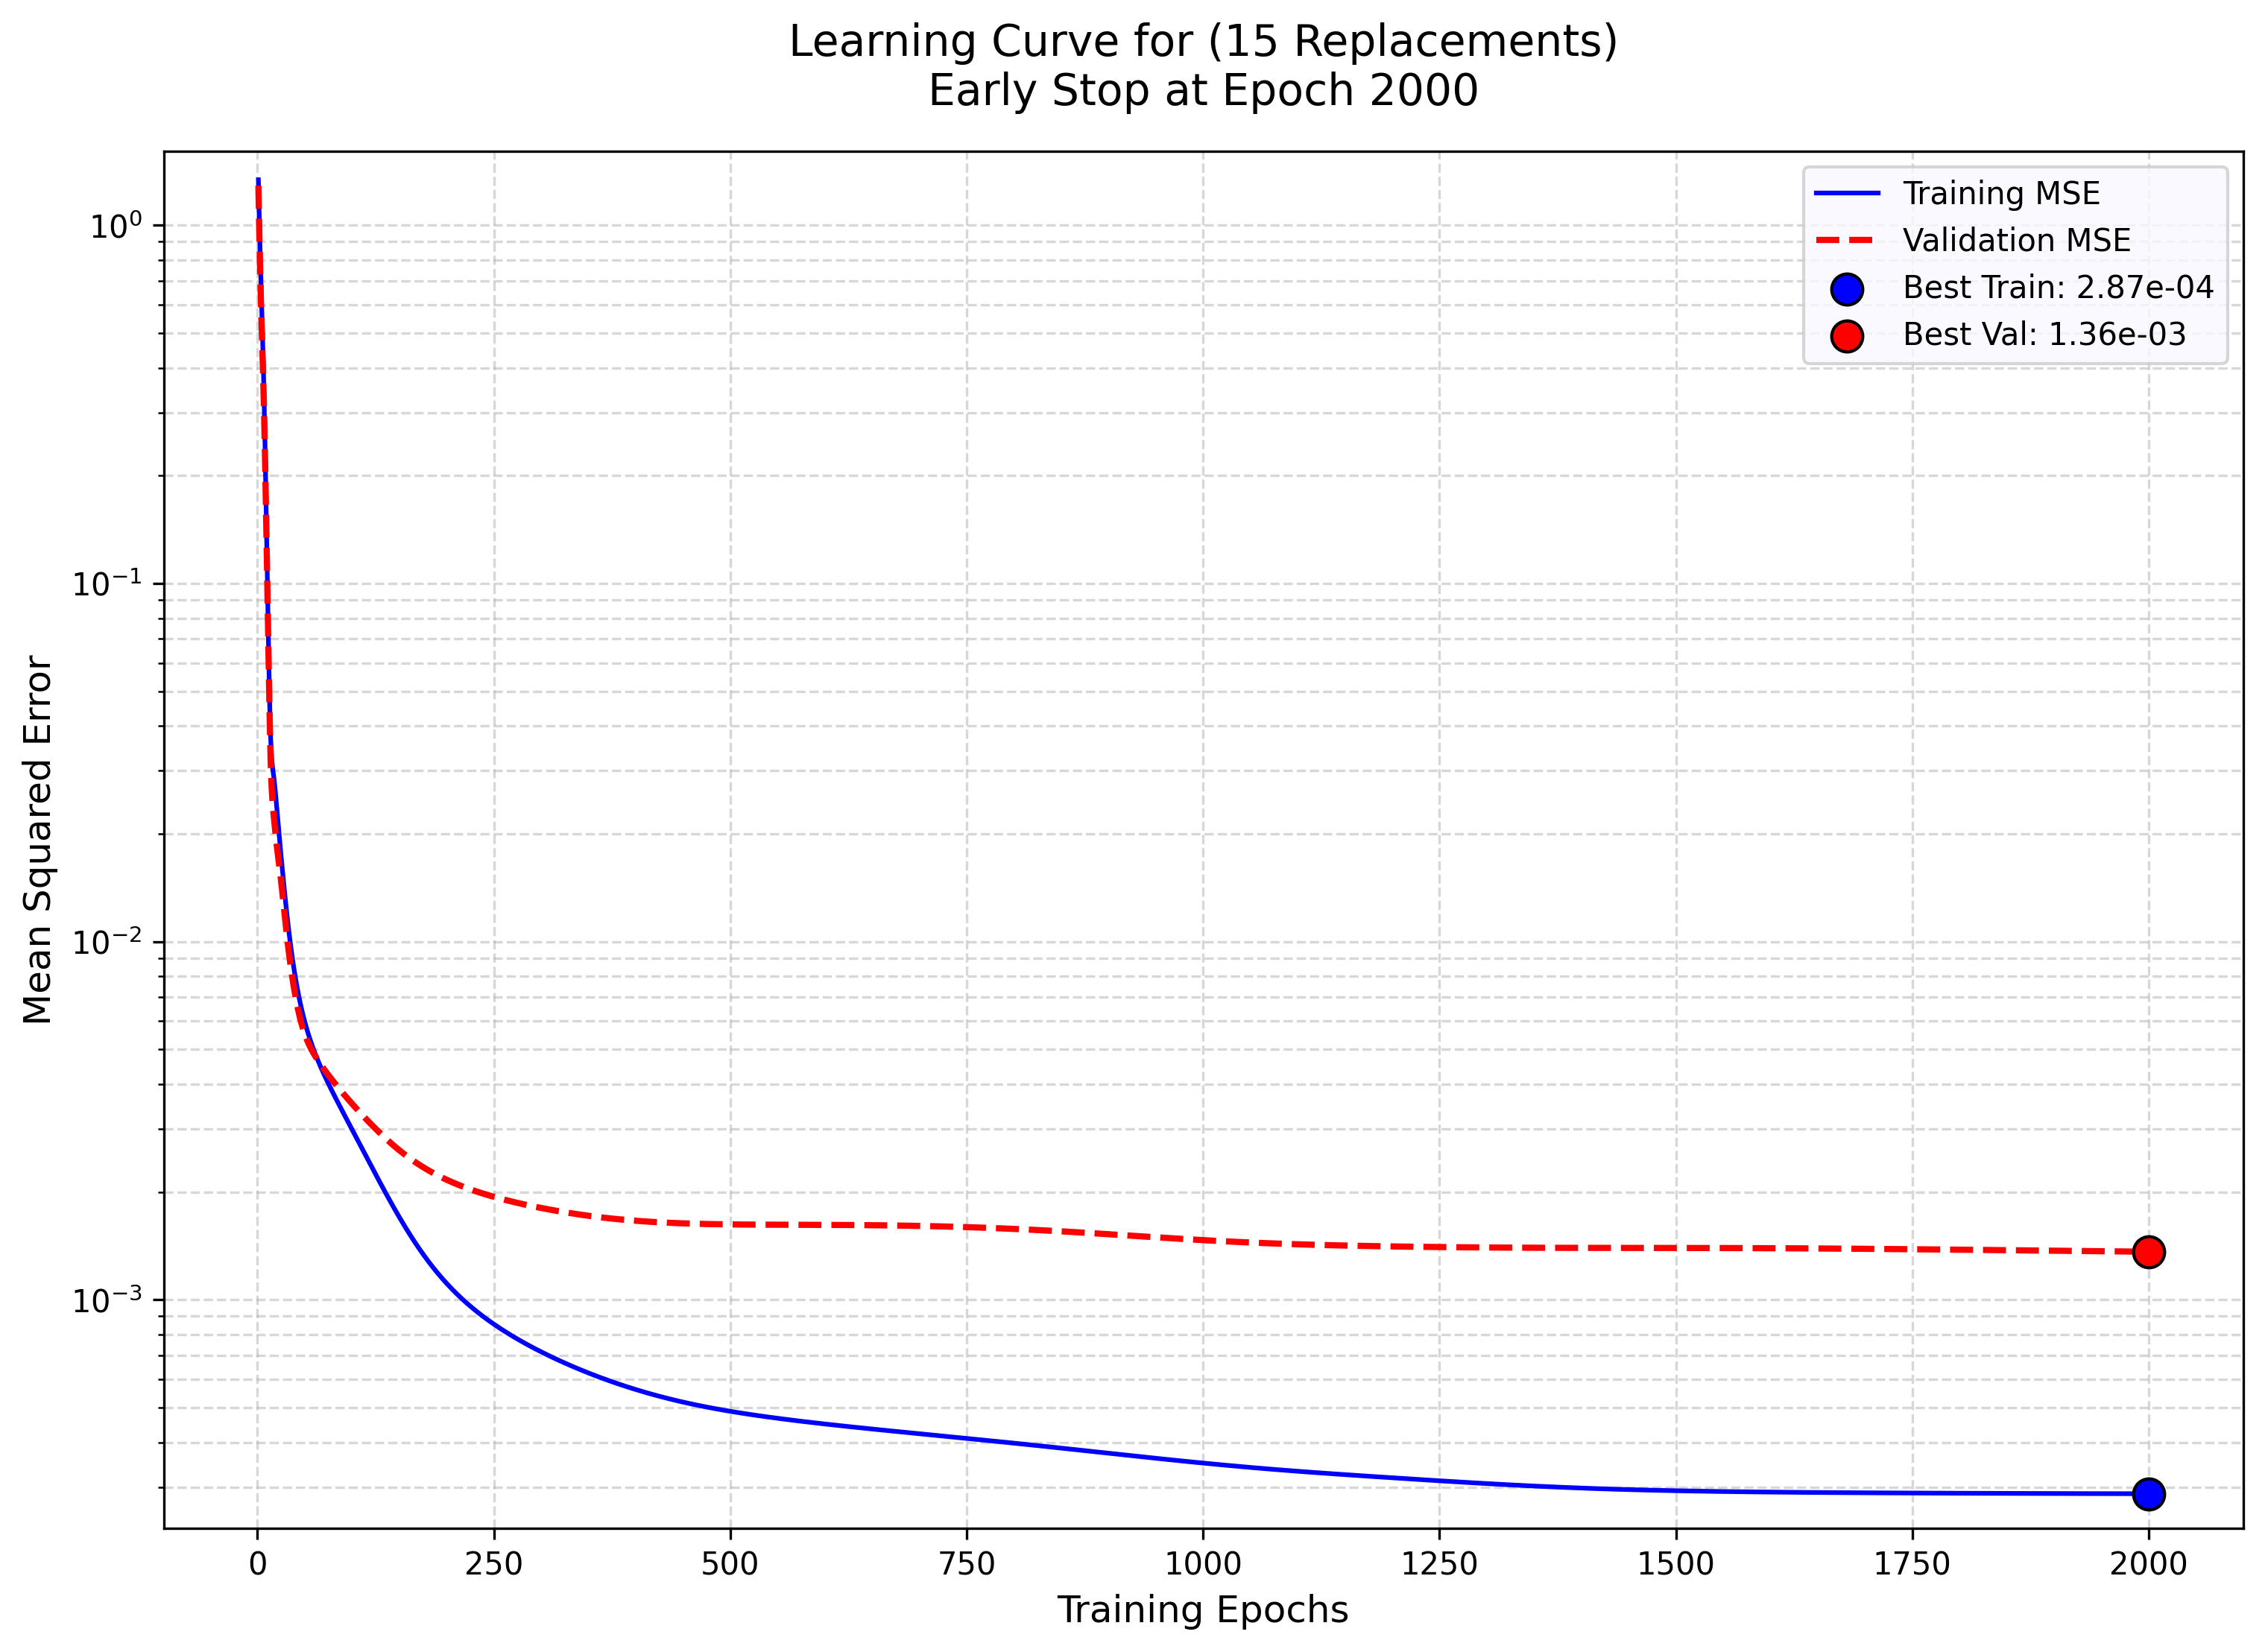 Learning Curve for (15 Replacements)
Early Stop at Epoch 2000
Training MSE
Validation MSE
Best Train: 2.87e-04
Best Val: 1.36e-03
Mean Squared Error
10⁰
10⁻¹
10⁻²
10⁻³
0 250 500 750 1000 1250 1500 1750 2000
Training Epochs